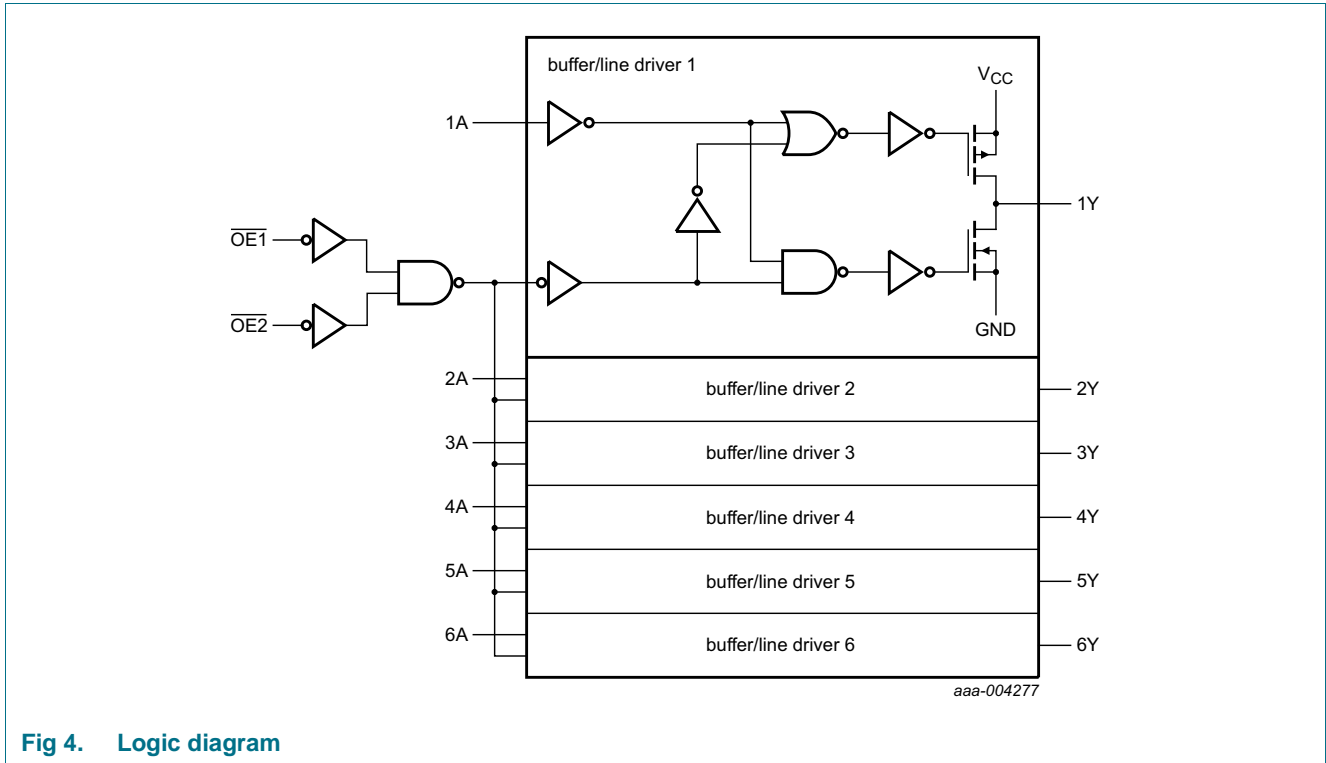 buffer/line driver 1
VCC
1A
1Y
OE1
OE2
GND
2A
buffer/line driver 2
2Y
3A
buffer/line driver 3
3Y
4A
buffer/line driver 4
4Y
5A
buffer/line driver 5
5Y
6A
buffer/line driver 6
6Y
aaa-004277
Fig 4. Logic diagram